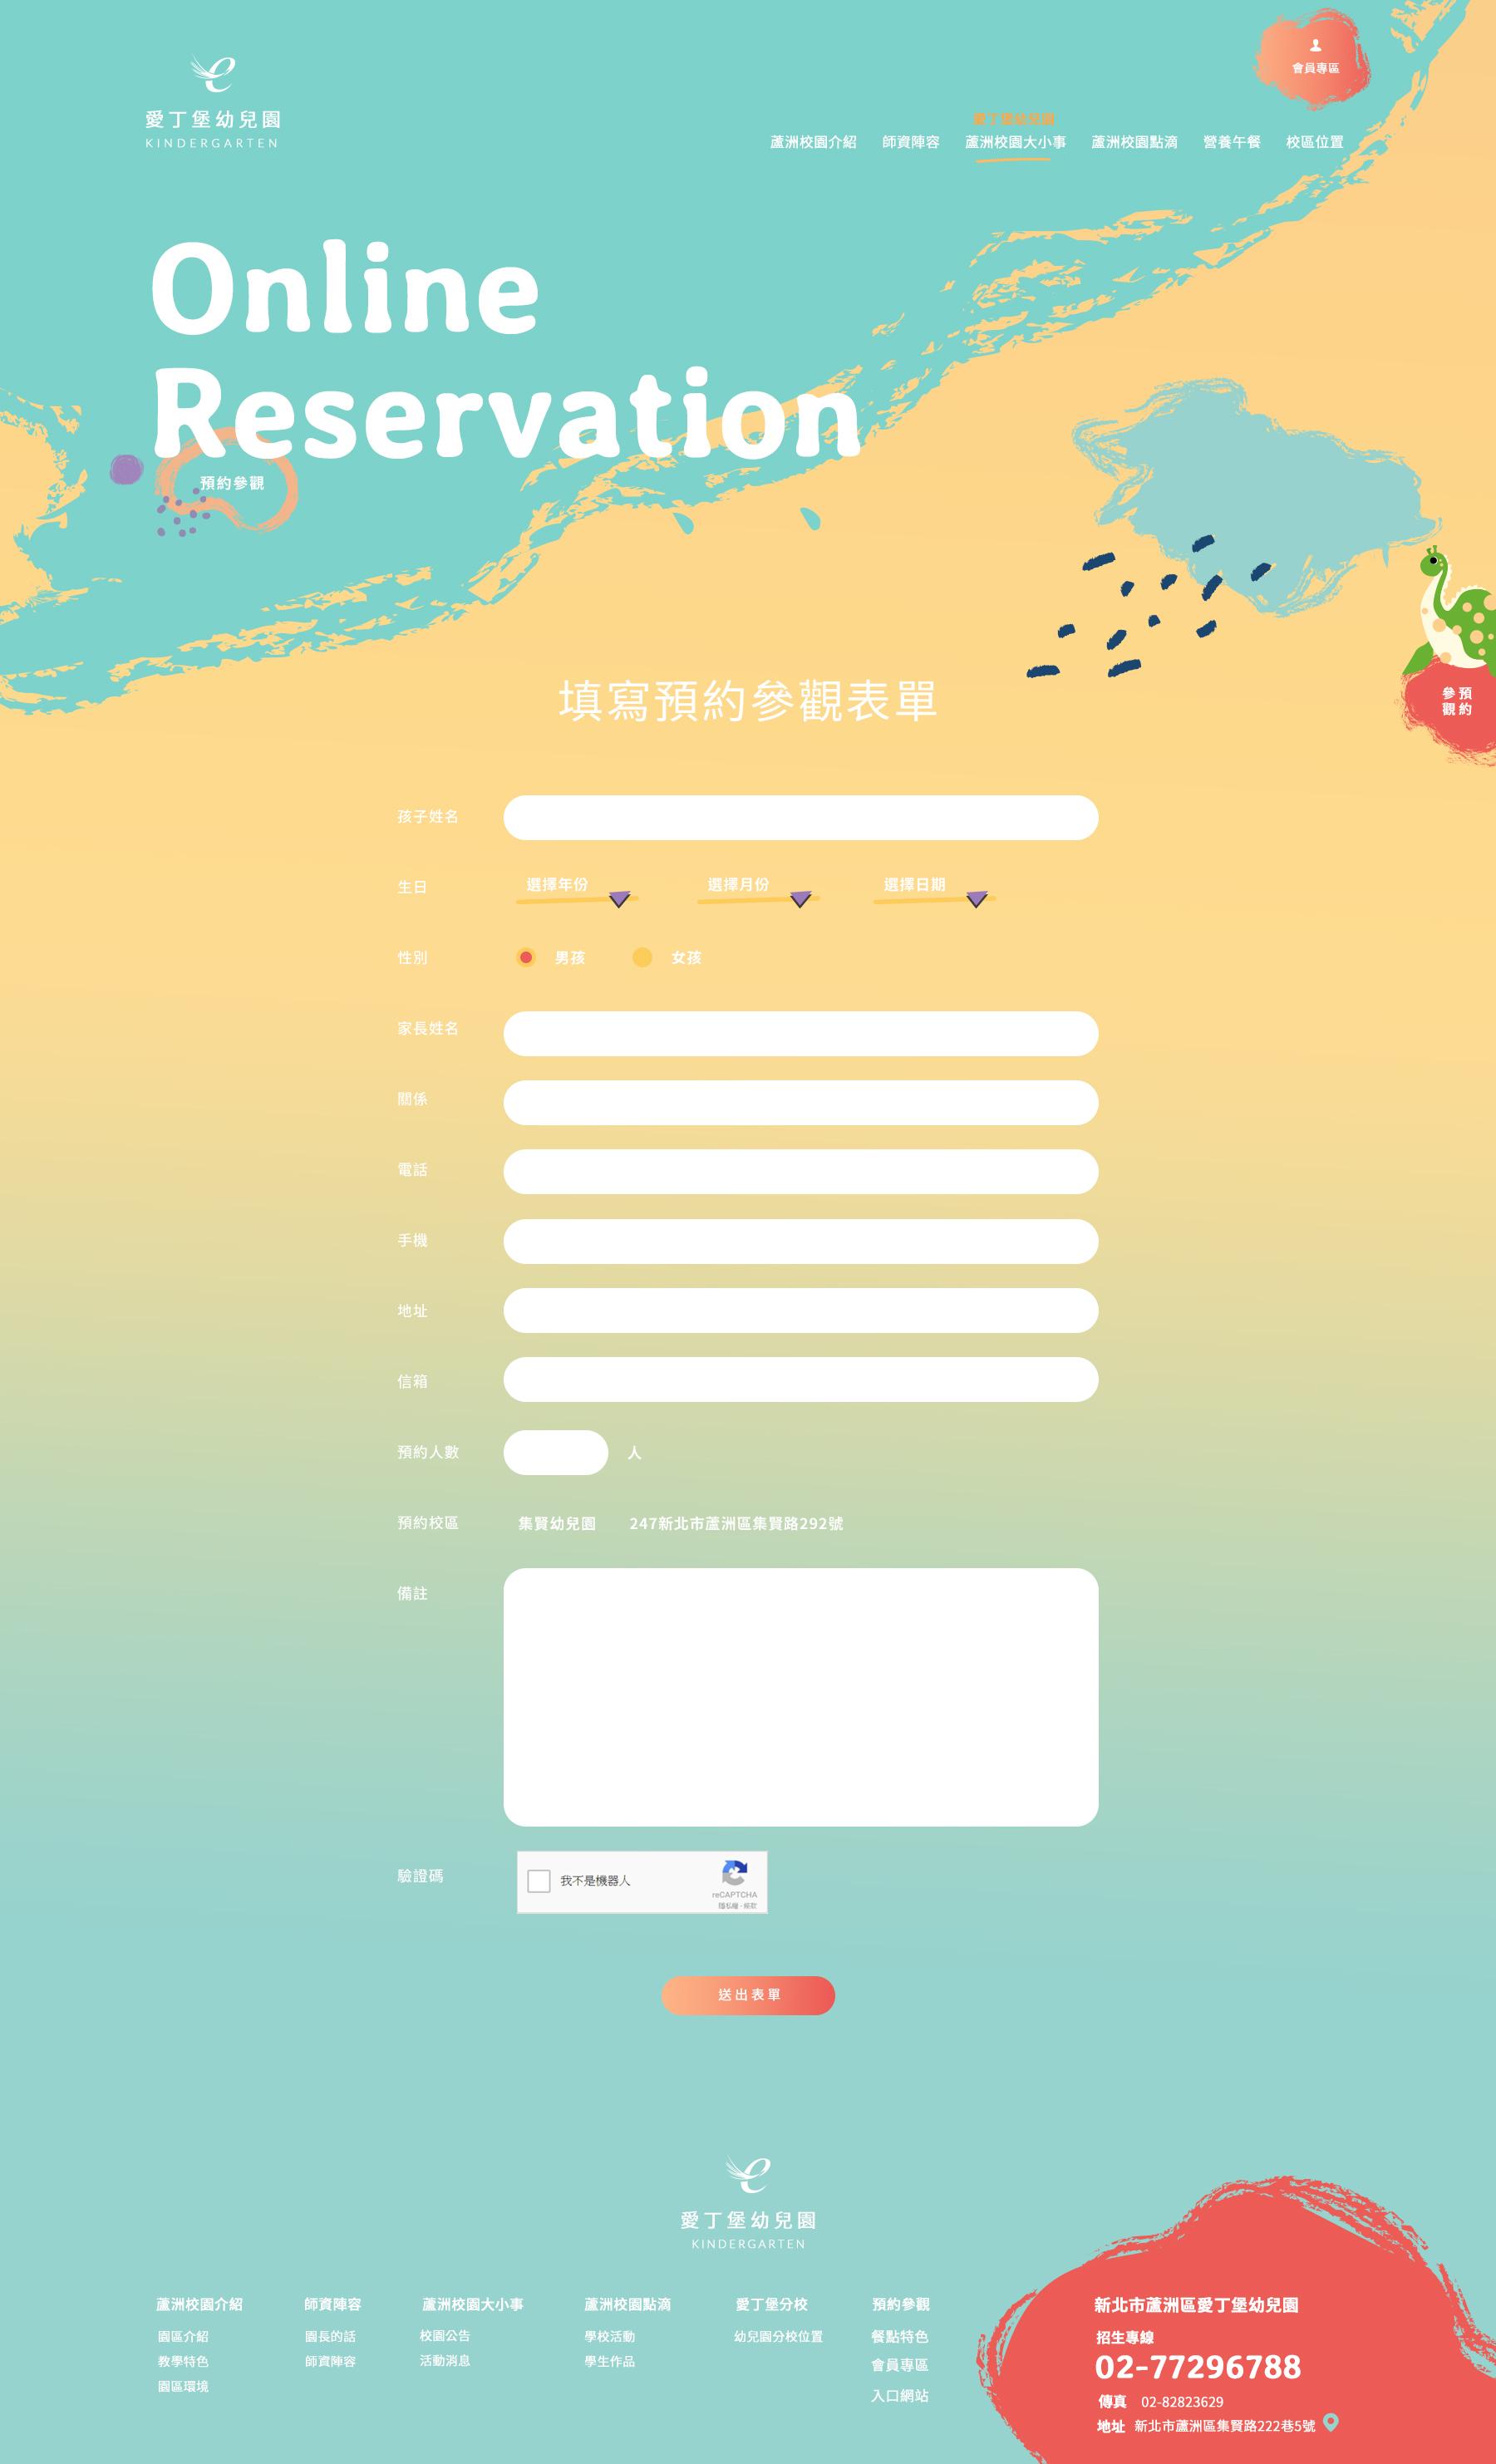 會員專區
愛丁堡幼兒園
KINDERGARTEN
愛丁堡幼兒園
蘆洲校園介紹 師資陣容 蘆洲校園大小事 蘆洲校園點滴 營養午餐 校區位置
Online
Reservation
預約參觀
預約
參觀
填寫預約參觀表單
孩子姓名
生日 選擇年份 選擇月份 選擇日期
性別 男孩 女孩
家長姓名
關係
電話
手機
地址
信箱
預約人數 人
預約校區 集賢幼兒園 247新北市蘆洲區集賢路292號
備註
驗證碼 我不是機器人
reCAPTCHA
隱私權 - 條款
送出表單
愛丁堡幼兒園
KINDERGARTEN
蘆洲校園介紹
園區介紹
教學特色
園區環境
師資陣容
園長的話
師資陣容
蘆洲校園大小事
校園公告
活動消息
蘆洲校園點滴
學校活動
學生作品
愛丁堡分校
幼兒園分校位置
預約參觀
餐點特色
會員專區
入口網站
新北市蘆洲區愛丁堡幼兒園
招生專線
02-77296788
傳真 02-82823629
地址 新北市蘆洲區集賢路222巷5號